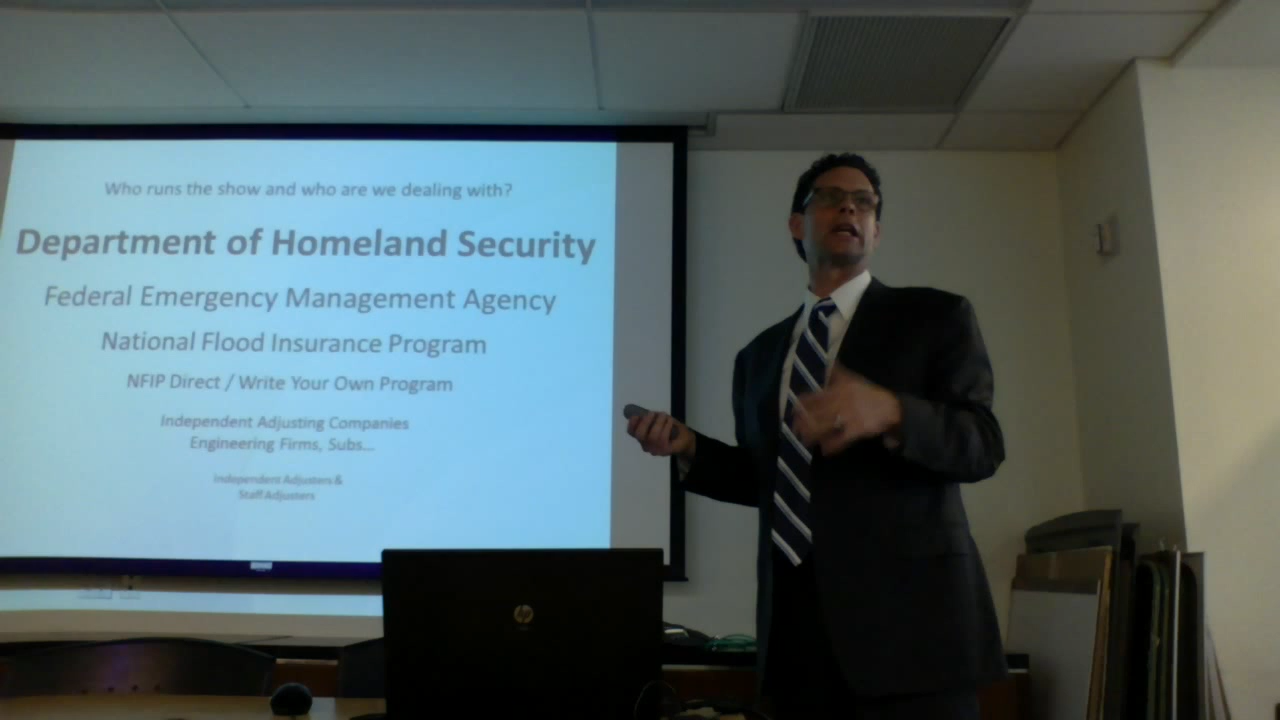 Who runs the show and who are we dealing with?
Department of Homeland Security
Federal Emergency Management Agency
National Flood Insurance Program
NFIP Direct / Write Your Own Program
Independent Adjusting Companies
Engineering Firms, Subs...
Independent Adjusters &
Staff Adjusters
hp